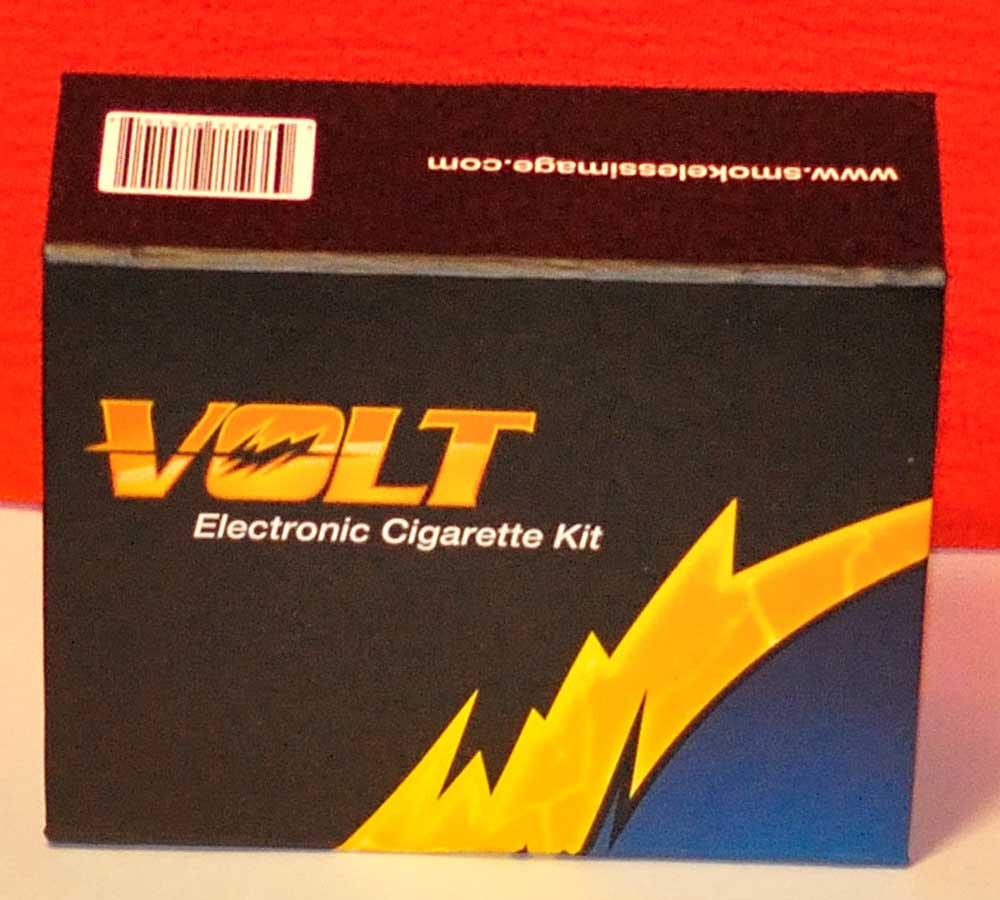 www.smokelessimage.com
VOLT
Electronic Cigarette Kit